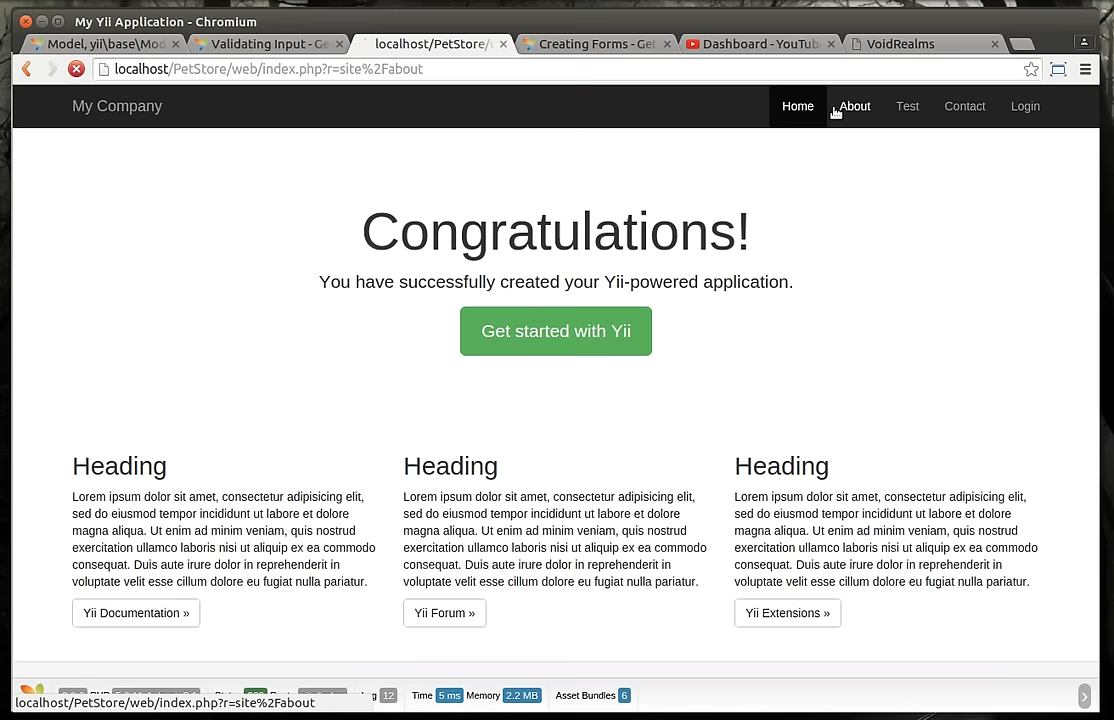 My Yii Application - Chromium
Model, yii\base\Mod
Validating Input - Ge
localhost/PetStore/
Creating Forms - Get
Dashboard - YouTub
VoidRealms
localhost/PetStore/web/index.php?r=site%2Fabout
My Company
Home
About
Test
Contact
Login
Congratulations!
You have successfully created your Yii-powered application.
Get started with Yii
Heading
Lorem ipsum dolor sit amet, consectetur adipisicing elit,
sed do eiusmod tempor incididunt ut labore et dolore
magna aliqua. Ut enim ad minim veniam, quis nostrud
exercitation ullamco laboris nisi ut aliquip ex ea commodo
consequat. Duis aute irure dolor in reprehenderit in
voluptate velit esse cillum dolore eu fugiat nulla pariatur.
Yii Documentation »
Heading
Lorem ipsum dolor sit amet, consectetur adipisicing elit,
sed do eiusmod tempor incididunt ut labore et dolore
magna aliqua. Ut enim ad minim veniam, quis nostrud
exercitation ullamco laboris nisi ut aliquip ex ea commodo
consequat. Duis aute irure dolor in reprehenderit in
voluptate velit esse cillum dolore eu fugiat nulla pariatur.
Yii Forum »
Heading
Lorem ipsum dolor sit amet, consectetur adipisicing elit,
sed do eiusmod tempor incididunt ut labore et dolore
magna aliqua. Ut enim ad minim veniam, quis nostrud
exercitation ullamco laboris nisi ut aliquip ex ea commodo
consequat. Duis aute irure dolor in reprehenderit in
voluptate velit esse cillum dolore eu fugiat nulla pariatur.
Yii Extensions »
12 Time 5 ms Memory 2.2 MB Asset Bundles 6
localhost/PetStore/web/index.php?r=site%2Fabout